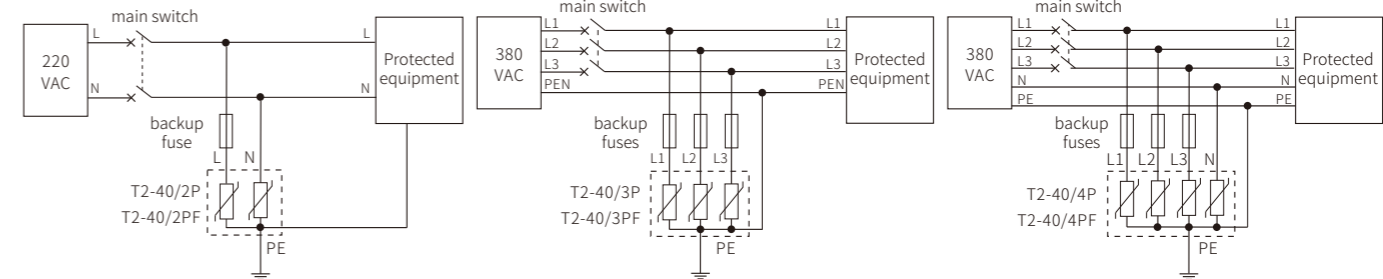 main switch
L
L
220
VAC
Protected
equipment
N
N
backup
fuse
L
N
T2-40/2P
T2-40/2PF
PE
main switch
L1
L1
L2
L2
380
VAC
Protected
equipment
L3
L3
PEN
PEN
backup
fuses
L1
L2
L3
T2-40/3P
T2-40/3PF
PE
main switch
L1
L1
L2
L2
380
VAC
Protected
equipment
L3
L3
N
N
PE
PE
backup
fuses
L1
L2
L3
N
T2-40/4P
T2-40/4PF
PE